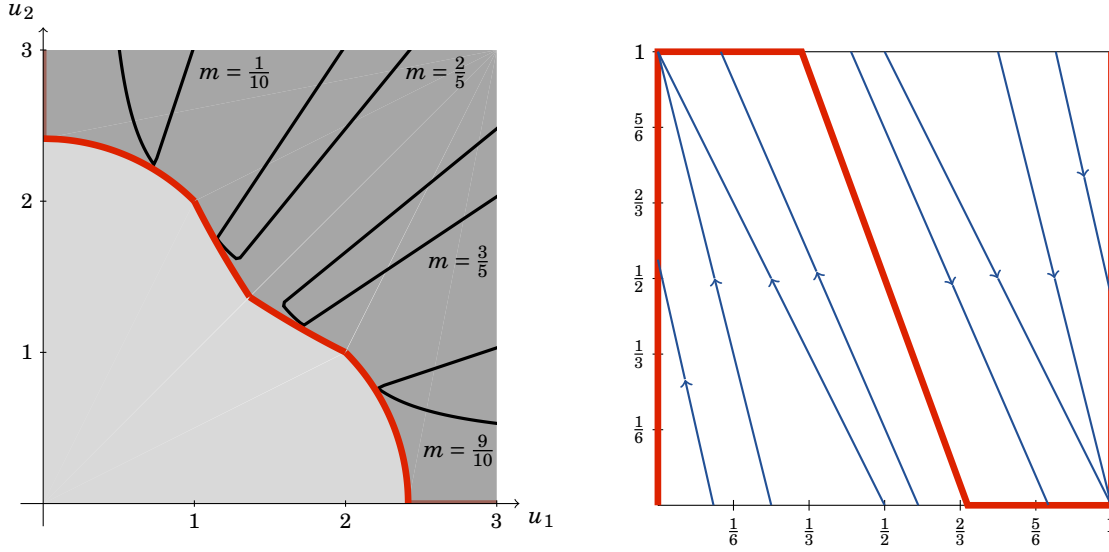 u₂
3
2
1
1
2
3
u₁
m = 1/10
m = 2/5
m = 3/5
m = 9/10
1
5/6
2/3
1/2
1/3
1/6
1/6
1/3
1/2
2/3
5/6